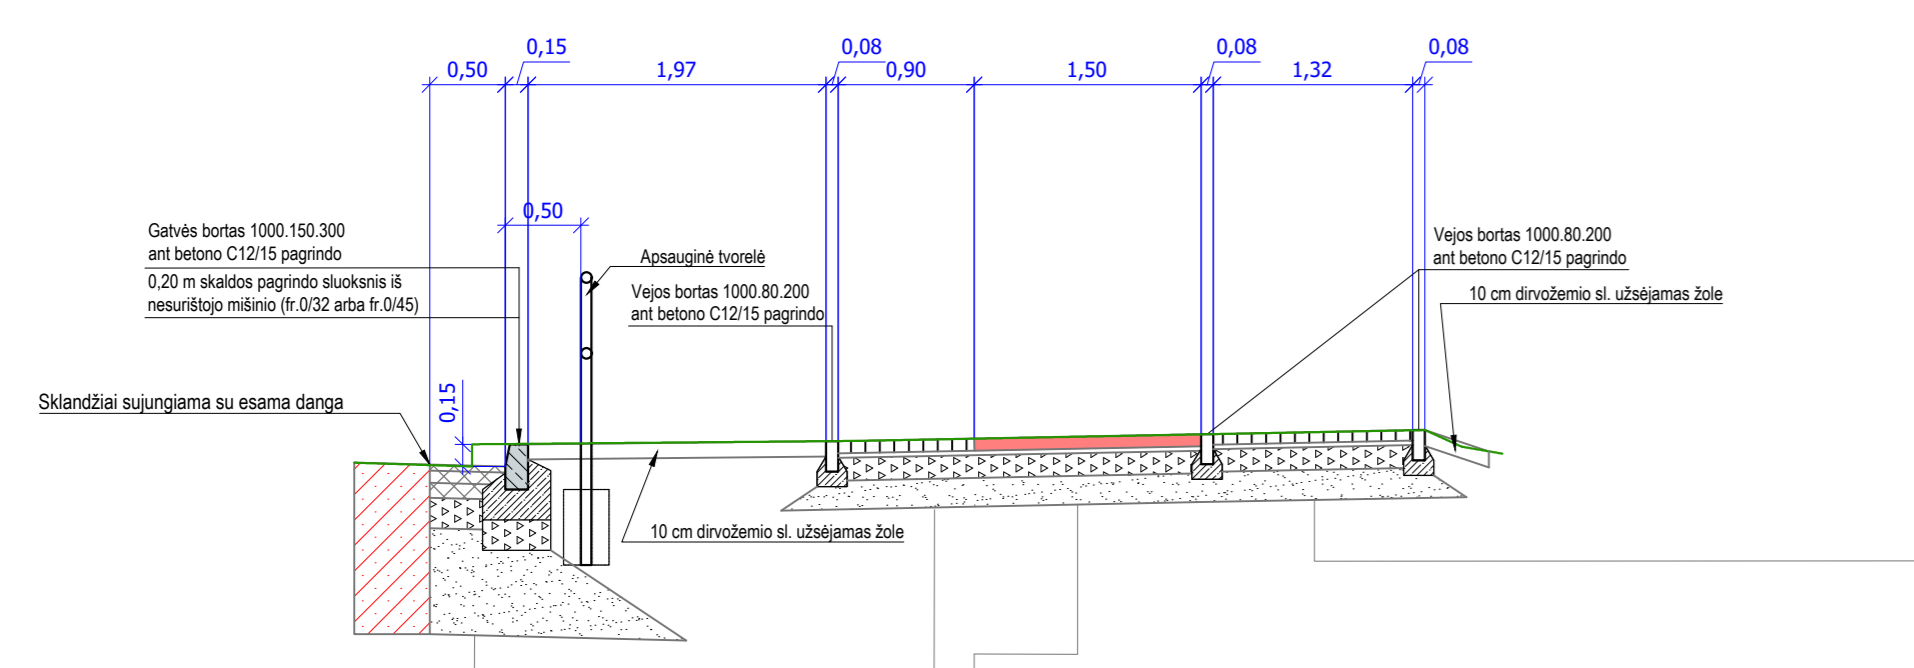 0,15
0,08
0,08
0,08
0,50
1,97
0,90
1,50
1,32
0,50
Gatvės bortas 1000.150.300
ant betono C12/15 pagrindo
0,20 m skaldos pagrindo sluoksnis iš
nesurištojo mišinio (fr.0/32 arba fr.0/45)
Apsauginė tvorelė
Vejos bortas 1000.80.200
ant betono C12/15 pagrindo
Vejos bortas 1000.80.200
ant betono C12/15 pagrindo
10 cm dirvožemio sl. užsėjamas žole
Sklandžiai sujungiama su esama danga
0,15
10 cm dirvožemio sl. užsėjamas žole